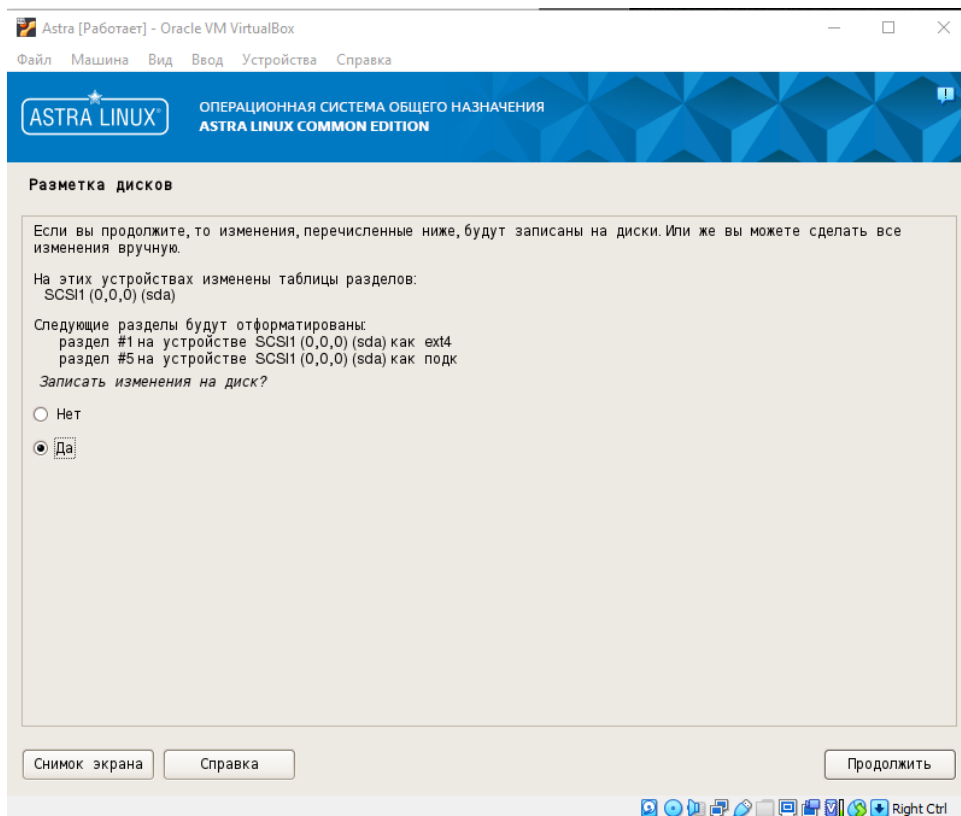 Astra [Работает] - Oracle VM VirtualBox
Файл Машина Вид Ввод Устройства Справка
ASTRA LINUX®
ОПЕРАЦИОННАЯ СИСТЕМА ОБЩЕГО НАЗНАЧЕНИЯ
ASTRA LINUX COMMON EDITION
Разметка дисков
Если вы продолжите, то изменения, перечисленные ниже, будут записаны на диски. Или же вы можете сделать все
изменения вручную.
На этих устройствах изменены таблицы разделов:
SCSI1 (0,0,0) (sda)
Следующие разделы будут отформатированы:
раздел #1 на устройстве SCSI1 (0,0,0) (sda) как ext4
раздел #5 на устройстве SCSI1 (0,0,0) (sda) как подк
Записать изменения на диск?
Нет
Да
Снимок экрана Справка Продолжить
Right Ctrl